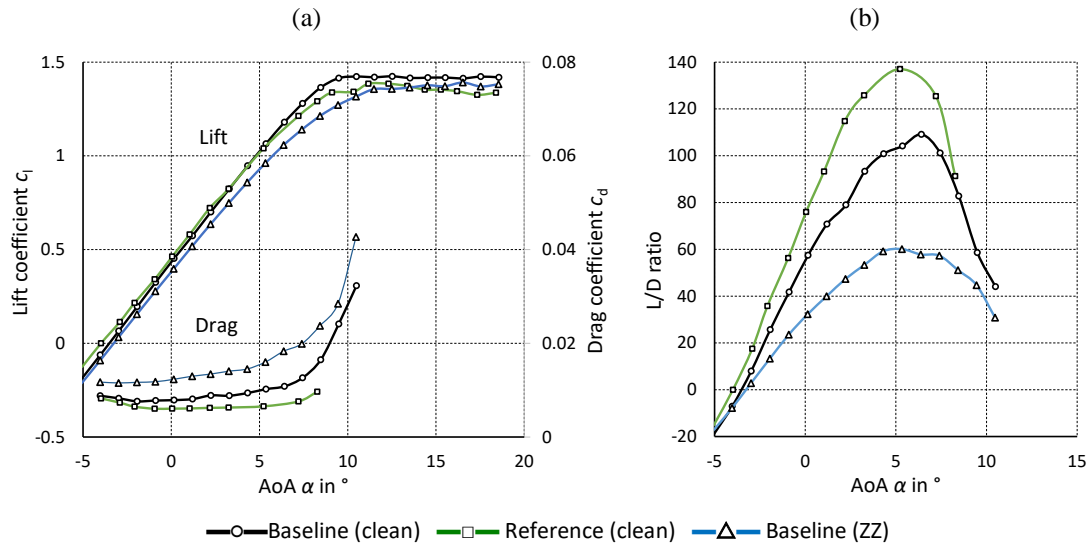 (a)
(b)
Lift coefficient cl
1.5
1
0.5
0
-0.5
Lift
Drag
0.08
0.06
0.04
0.02
0
Drag coefficient cd
-5 0 5 10 15 20
AoA α in °
L/D ratio
140
120
100
80
60
40
20
0
-20
-5 0 5 10 15
AoA α in °
Baseline (clean) Reference (clean) Baseline (ZZ)